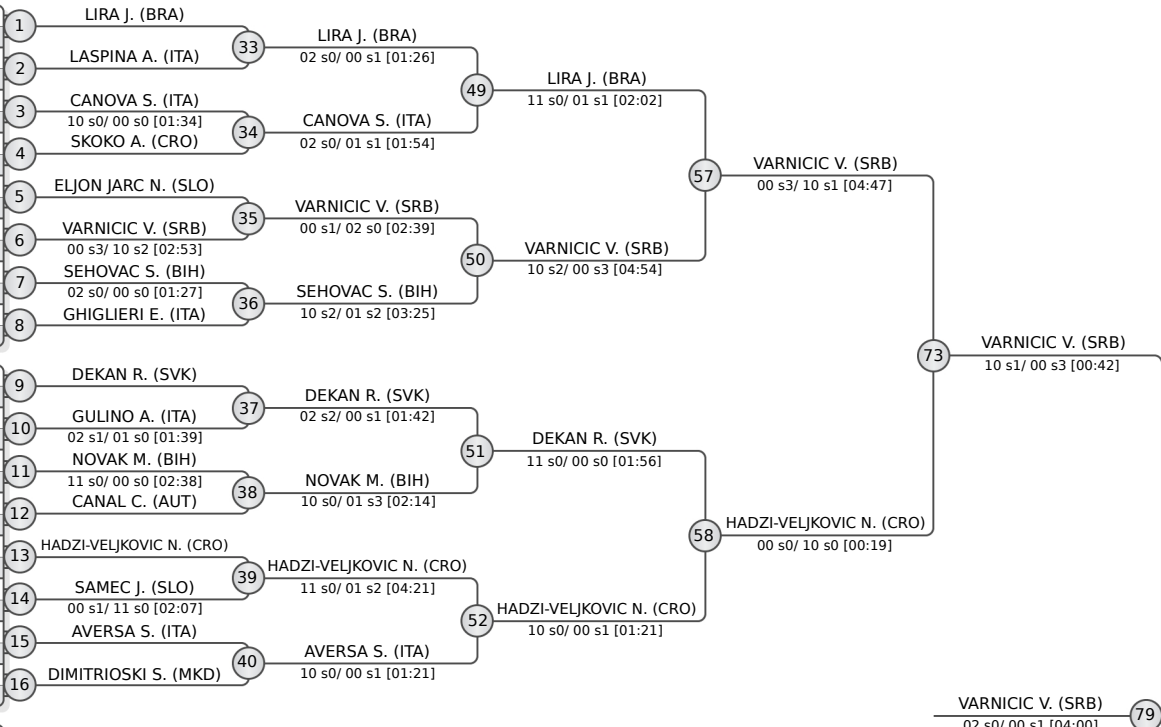 1
LIRA J. (BRA)
2
LASPINA A. (ITA)
3
CANOVA S. (ITA)
10 s0/ 00 s0 [01:34]
4
SKOKO A. (CRO)
5
ELJON JARC N. (SLO)
6
VARNICIC V. (SRB)
00 s3/ 10 s2 [02:53]
7
SEHOVAC S. (BIH)
02 s0/ 00 s0 [01:27]
8
GHIGLIERI E. (ITA)
9
DEKAN R. (SVK)
10
GULINO A. (ITA)
02 s1/ 01 s0 [01:39]
11
NOVAK M. (BIH)
11 s0/ 00 s0 [02:38]
12
CANAL C. (AUT)
13
HADZI-VELJKOVIC N. (CRO)
14
SAMEC J. (SLO)
00 s1/ 11 s0 [02:07]
15
AVERSA S. (ITA)
16
DIMITRIOSKI S. (MKD)
33
LIRA J. (BRA)
02 s0/ 00 s1 [01:26]
34
CANOVA S. (ITA)
02 s0/ 01 s1 [01:54]
35
VARNICIC V. (SRB)
00 s1/ 02 s0 [02:39]
36
SEHOVAC S. (BIH)
10 s2/ 01 s2 [03:25]
37
DEKAN R. (SVK)
02 s2/ 00 s1 [01:42]
38
NOVAK M. (BIH)
10 s0/ 01 s3 [02:14]
39
HADZI-VELJKOVIC N. (CRO)
11 s0/ 01 s2 [04:21]
40
AVERSA S. (ITA)
10 s0/ 00 s1 [01:21]
49
LIRA J. (BRA)
11 s0/ 01 s1 [02:02]
50
VARNICIC V. (SRB)
10 s2/ 00 s3 [04:54]
51
DEKAN R. (SVK)
11 s0/ 00 s0 [01:56]
52
HADZI-VELJKOVIC N. (CRO)
10 s0/ 00 s1 [01:21]
57
VARNICIC V. (SRB)
00 s3/ 10 s1 [04:47]
58
HADZI-VELJKOVIC N. (CRO)
00 s0/ 10 s0 [00:19]
73
VARNICIC V. (SRB)
10 s1/ 00 s3 [00:42]
VARNICIC V. (SRB)
79
02 s0/ 00 s1 [04:00]